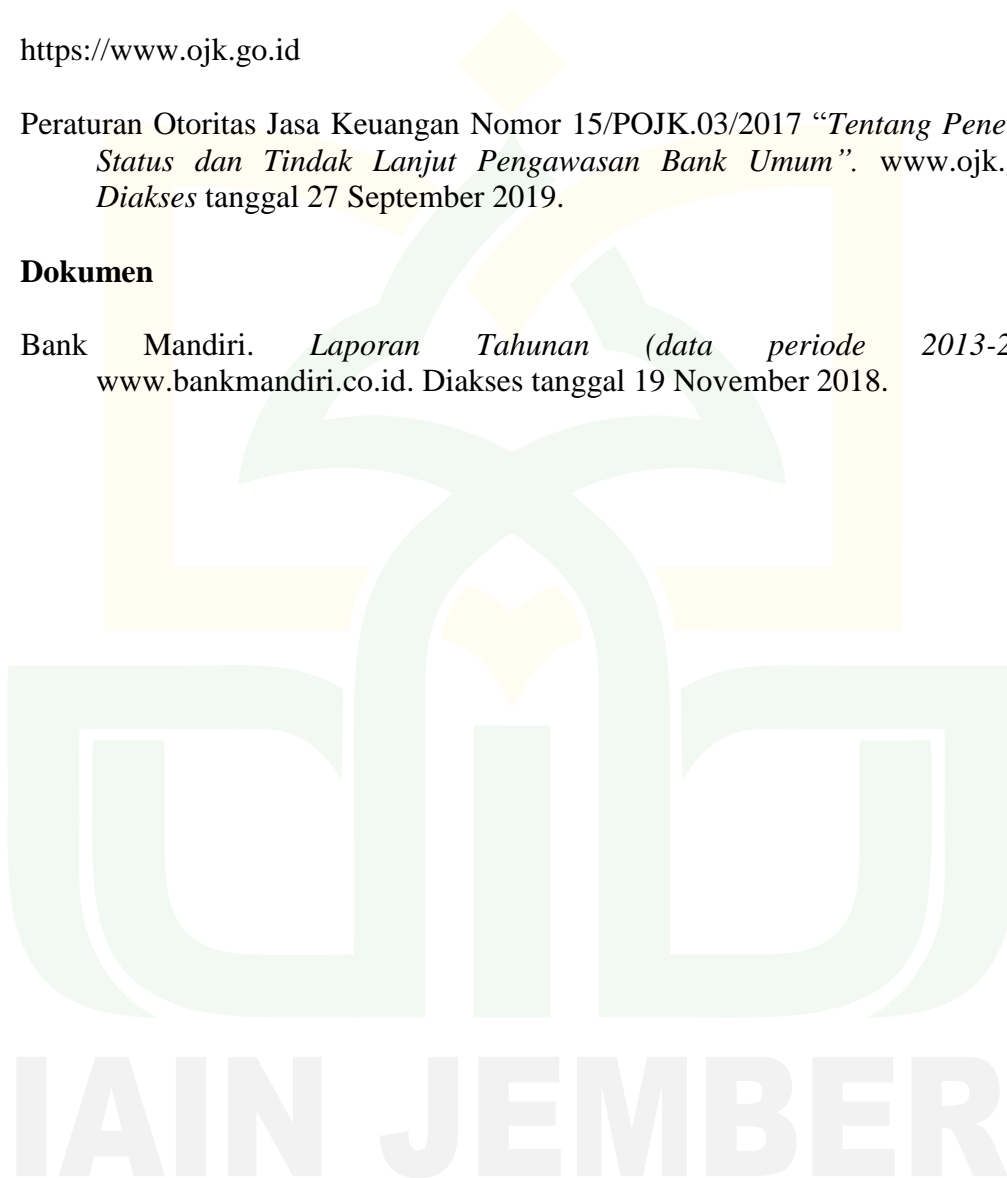 https://www.ojk.go.id
Peraturan Otoritas Jasa Keuangan Nomor 15/POJK.03/2017 “Tentang Pene
Status dan Tindak Lanjut Pengawasan Bank Umum”. www.ojk.
Diakses tanggal 27 September 2019.
Dokumen
Bank Mandiri. Laporan Tahunan (data periode 2013-2
www.bankmandiri.co.id. Diakses tanggal 19 November 2018.
IAIN JEMBER